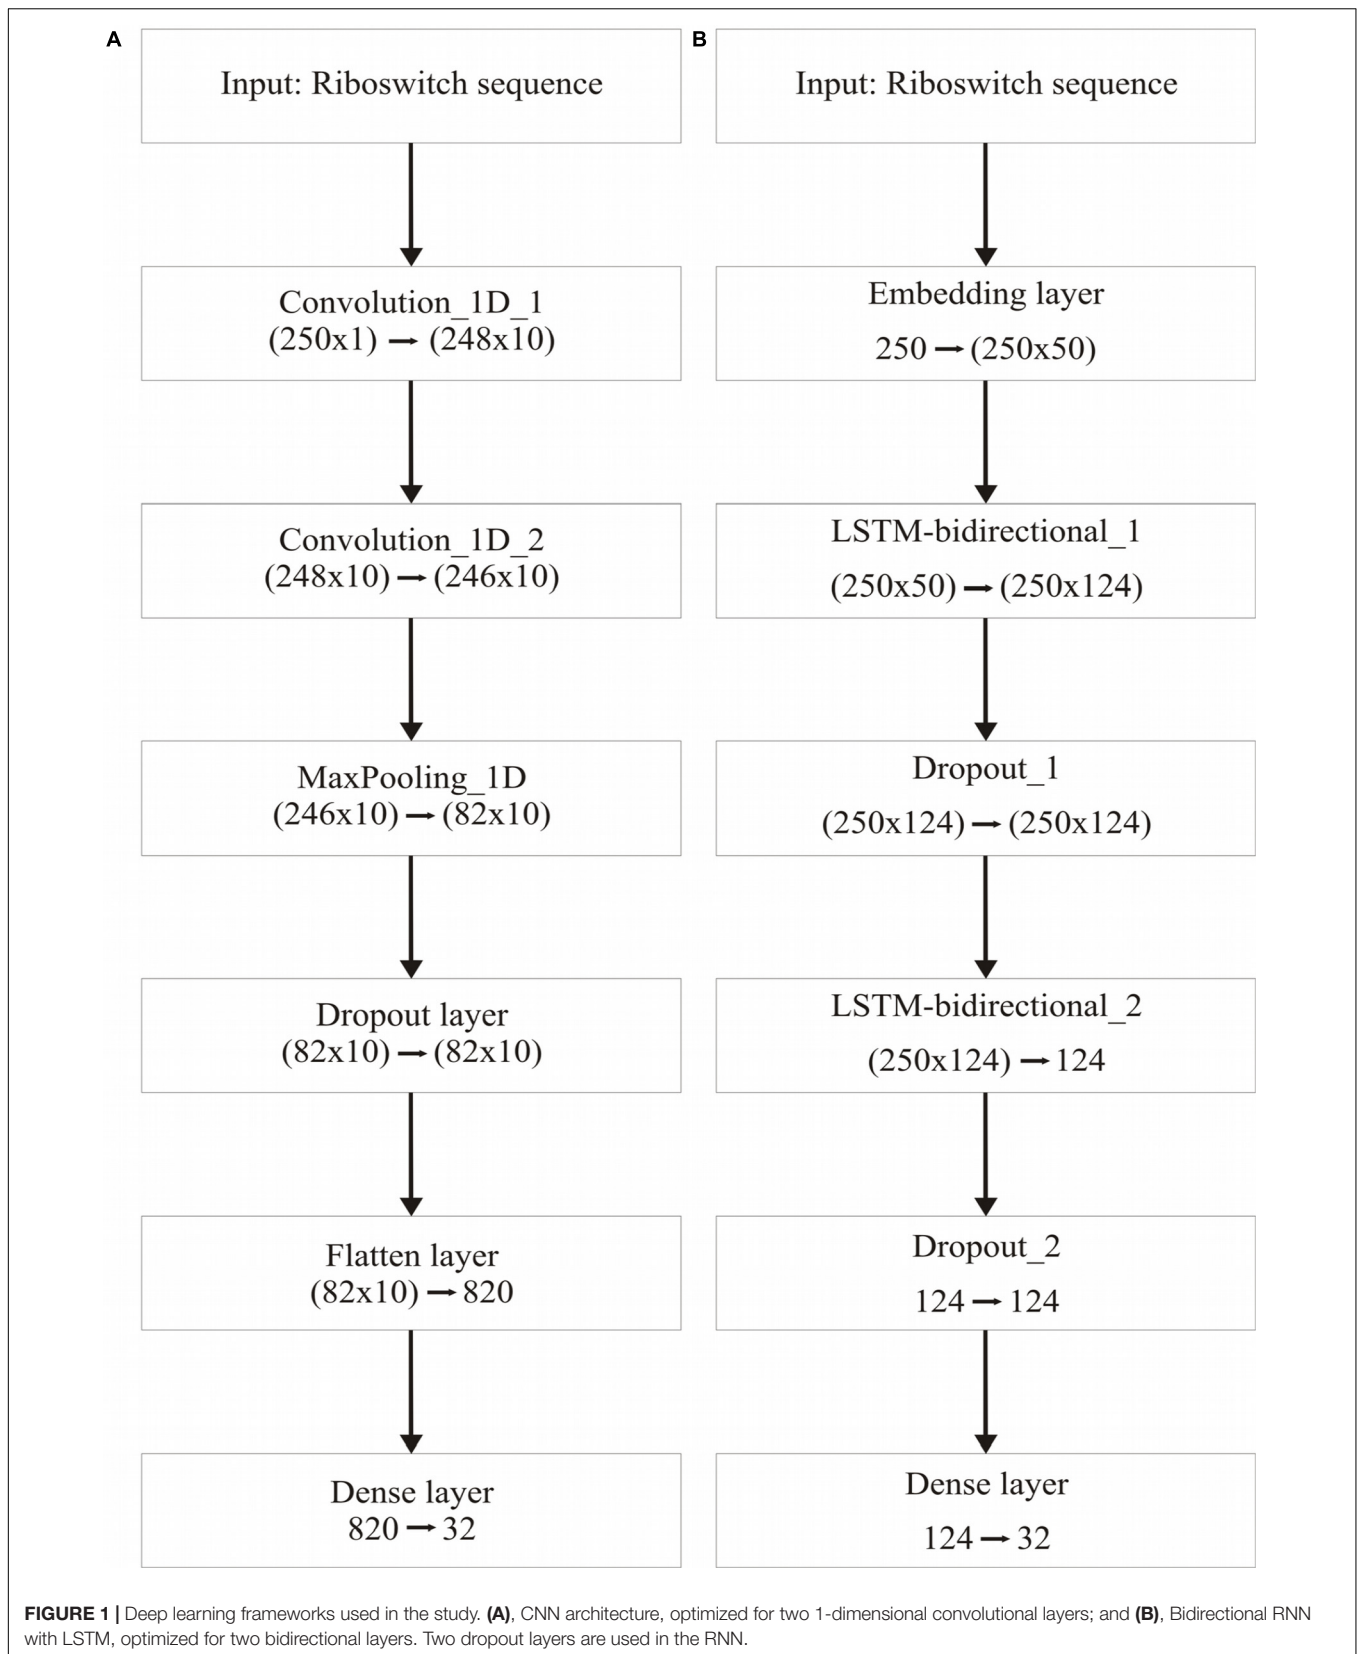 A
Input: Riboswitch sequence
Convolution_1D_1
(250x1) → (248x10)
Convolution_1D_2
(248x10) → (246x10)
MaxPooling_1D
(246x10) → (82x10)
Dropout layer
(82x10) → (82x10)
Flatten layer
(82x10) → 820
Dense layer
820 → 32
B
Input: Riboswitch sequence
Embedding layer
250 → (250x50)
LSTM-bidirectional_1
(250x50) → (250x124)
Dropout_1
(250x124) → (250x124)
LSTM-bidirectional_2
(250x124) → 124
Dropout_2
124 → 124
Dense layer
124 → 32
FIGURE 1 | Deep learning frameworks used in the study. (A), CNN architecture, optimized for two 1-dimensional convolutional layers; and (B), Bidirectional RNN
with LSTM, optimized for two bidirectional layers. Two dropout layers are used in the RNN.